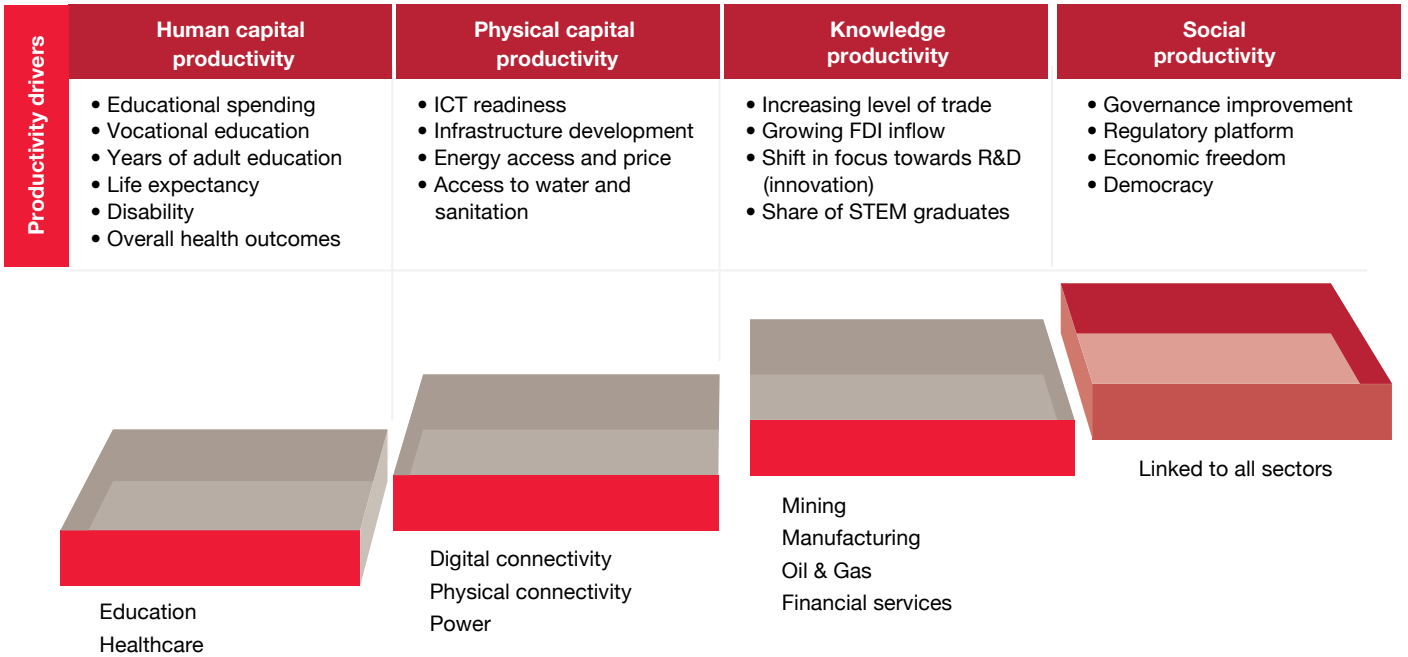 Productivity drivers
Human capital
productivity
• Educational spending
• Vocational education
• Years of adult education
• Life expectancy
• Disability
• Overall health outcomes
Physical capital
productivity
• ICT readiness
• Infrastructure development
• Energy access and price
• Access to water and
sanitation
Knowledge
productivity
• Increasing level of trade
• Growing FDI inflow
• Shift in focus towards R&D
(innovation)
• Share of STEM graduates
Social
productivity
• Governance improvement
• Regulatory platform
• Economic freedom
• Democracy
Education
Healthcare
Digital connectivity
Physical connectivity
Power
Mining
Manufacturing
Oil & Gas
Financial services
Linked to all sectors